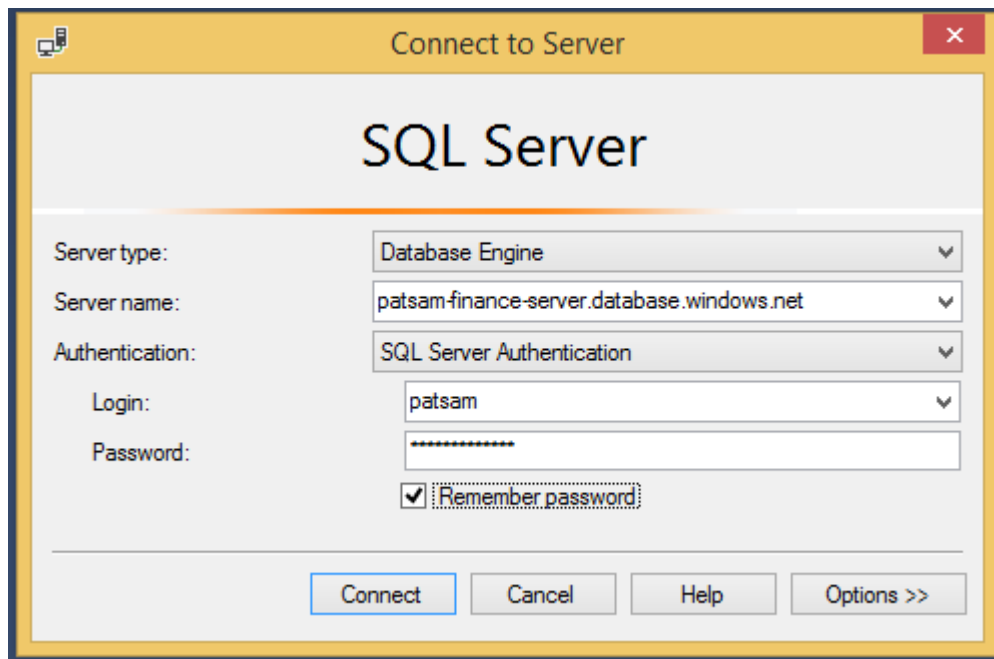 Connect to Server
SQL Server
Server type: Database Engine
Server name: patsam-finance-server.database.windows.net
Authentication: SQL Server Authentication
Login: patsam
Password: *************
Remember password
Connect Cancel Help Options >>